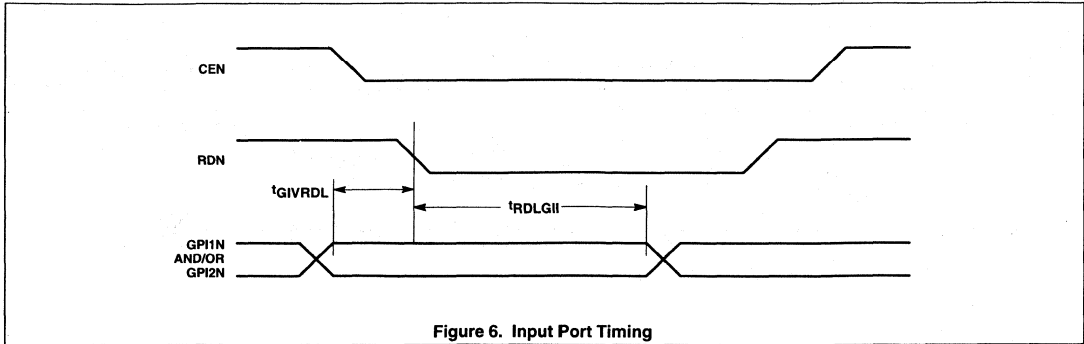 CEN
RDN
tGIVRDL
tRDLGII
GPI1N
AND/OR
GPI2N
Figure 6. Input Port Timing